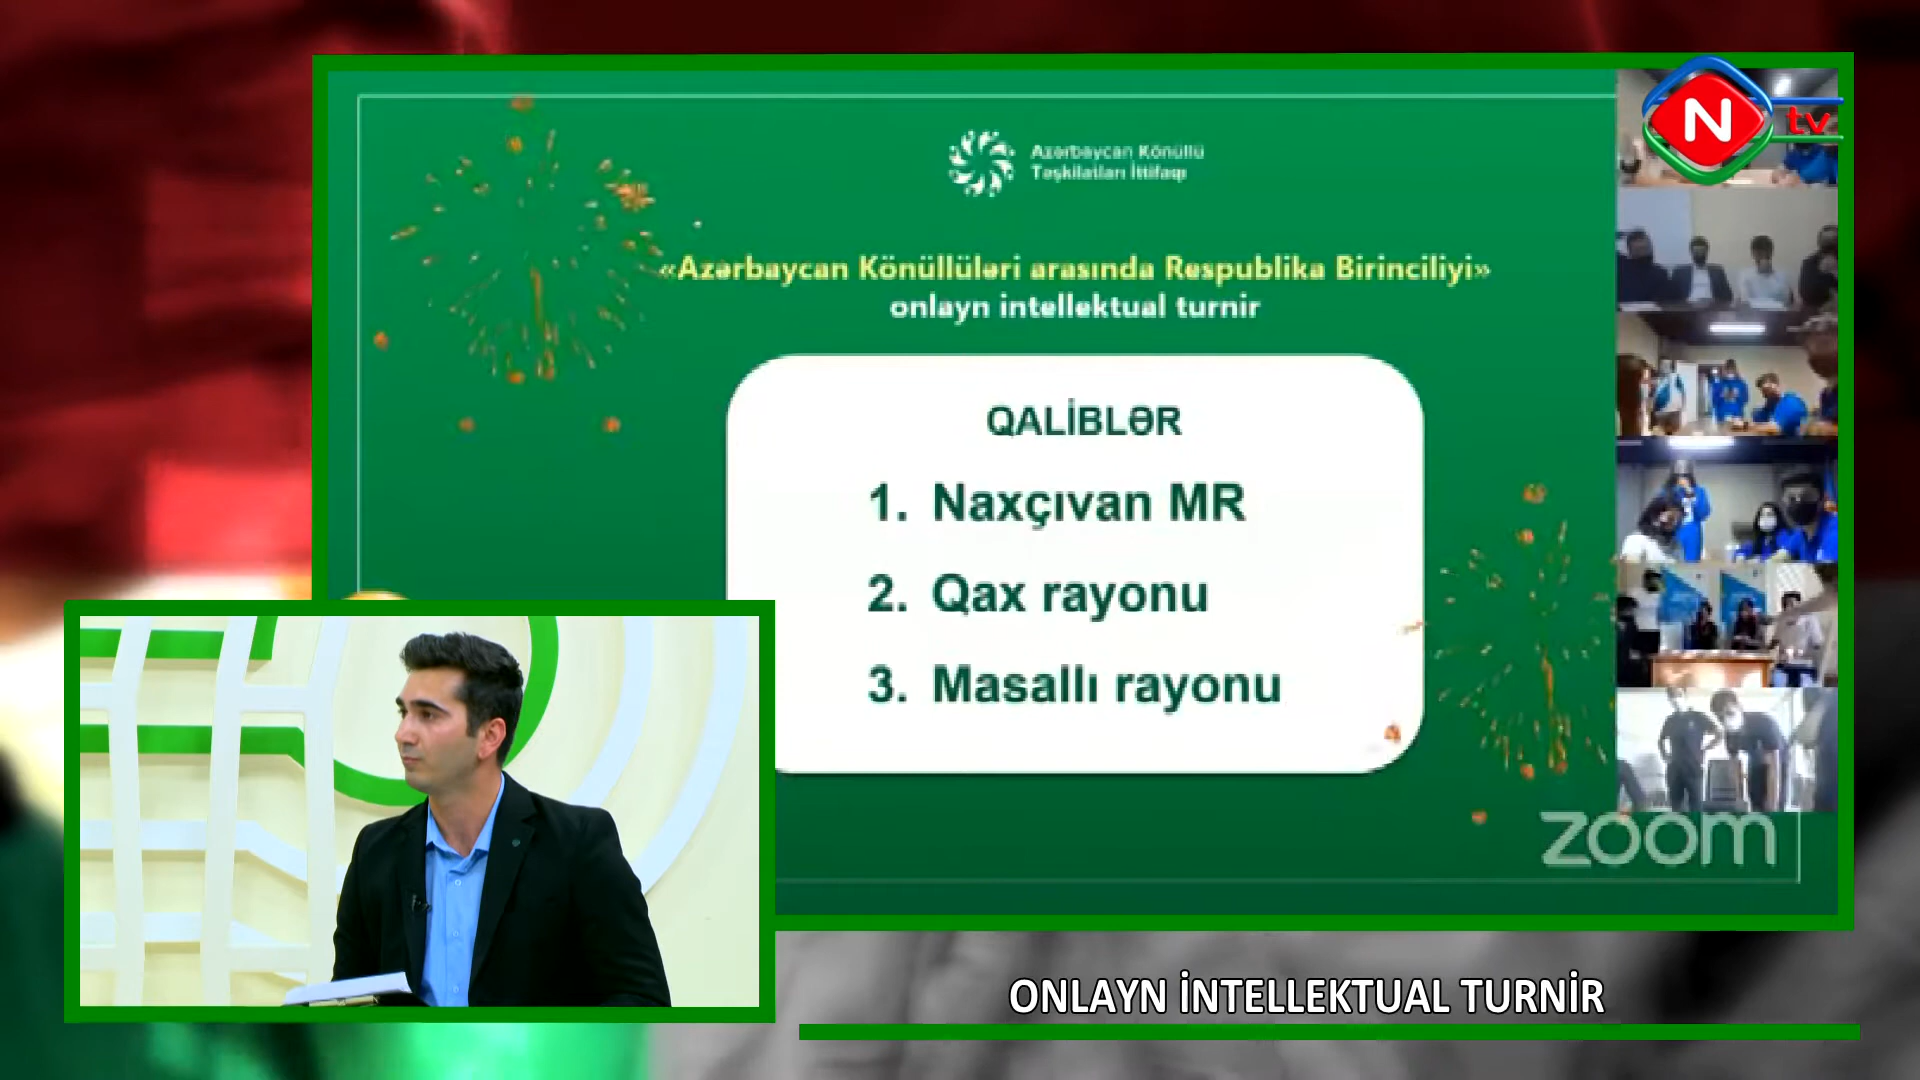 N tv
Azərbaycan Könüllü
Təşkilatları İttifaqı
«Azərbaycan Könüllüləri arasında Respublika Birinciliyi»
onlayn intellektual turnir
QALİBLƏR
1. Naxçıvan MR
2. Qax rayonu
3. Masallı rayonu
zoom
ONLAYN İNTELLEKTUAL TURNİR